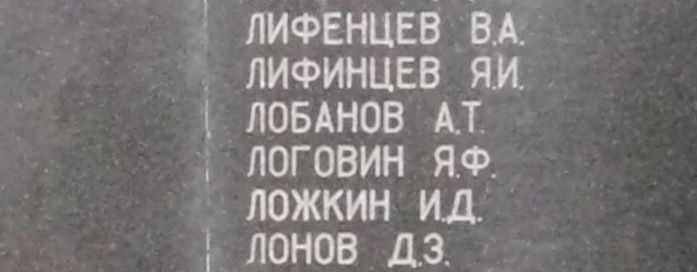 ЛИФЕНЦЕВ В.А.
ЛИФИНЦЕВ Я.И.
ЛОБАНОВ А.Т.
ЛОГОВИН Я.Ф.
ЛОЖКИН И.Д.
ЛОНОВ Д.З.